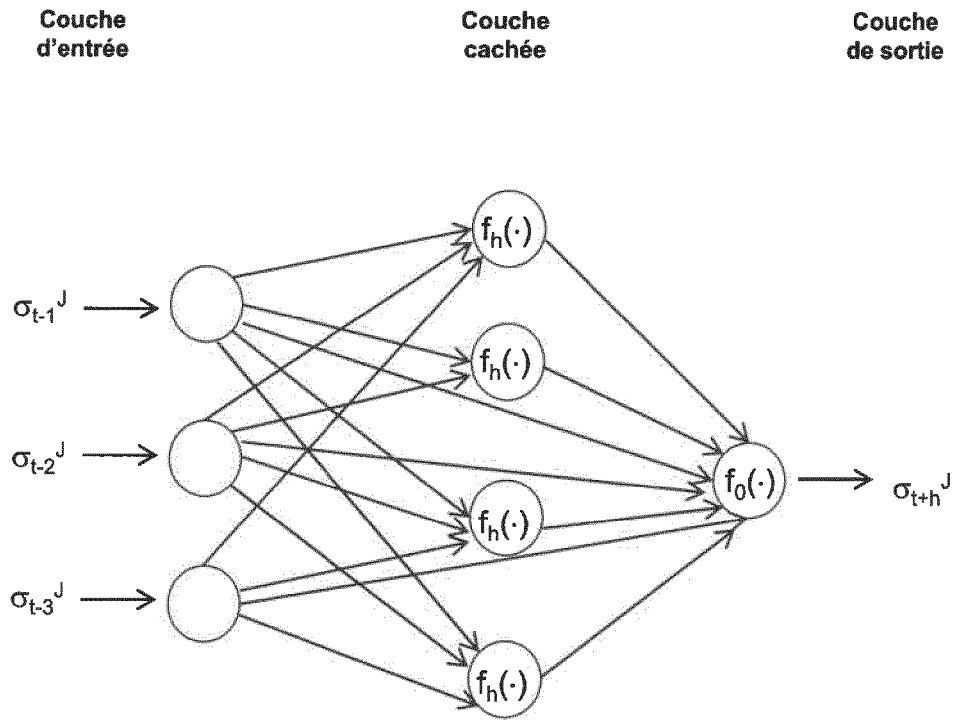 Couche
d'entrée
Couche
cachée
Couche
de sortie
fh(·)
σt-1J
fh(·)
σt-2J
f0(·)
σt+hJ
fh(·)
σt-3J
fh(·)